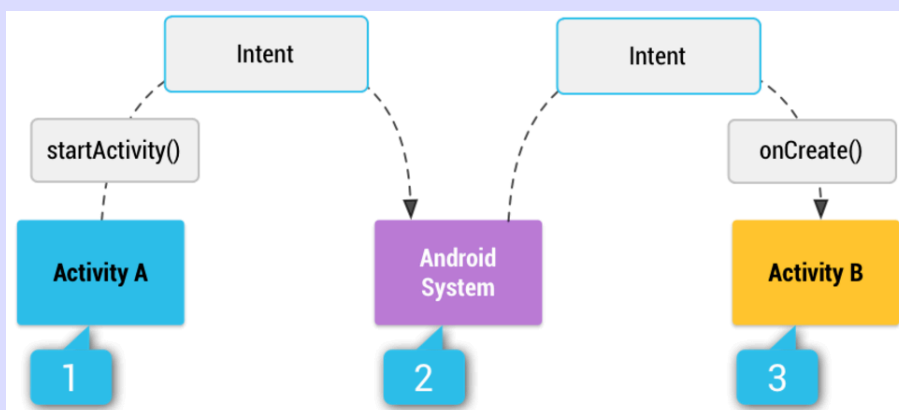 Intent
Intent
startActivity()
onCreate()
Activity A
Android
System
Activity B
1
2
3